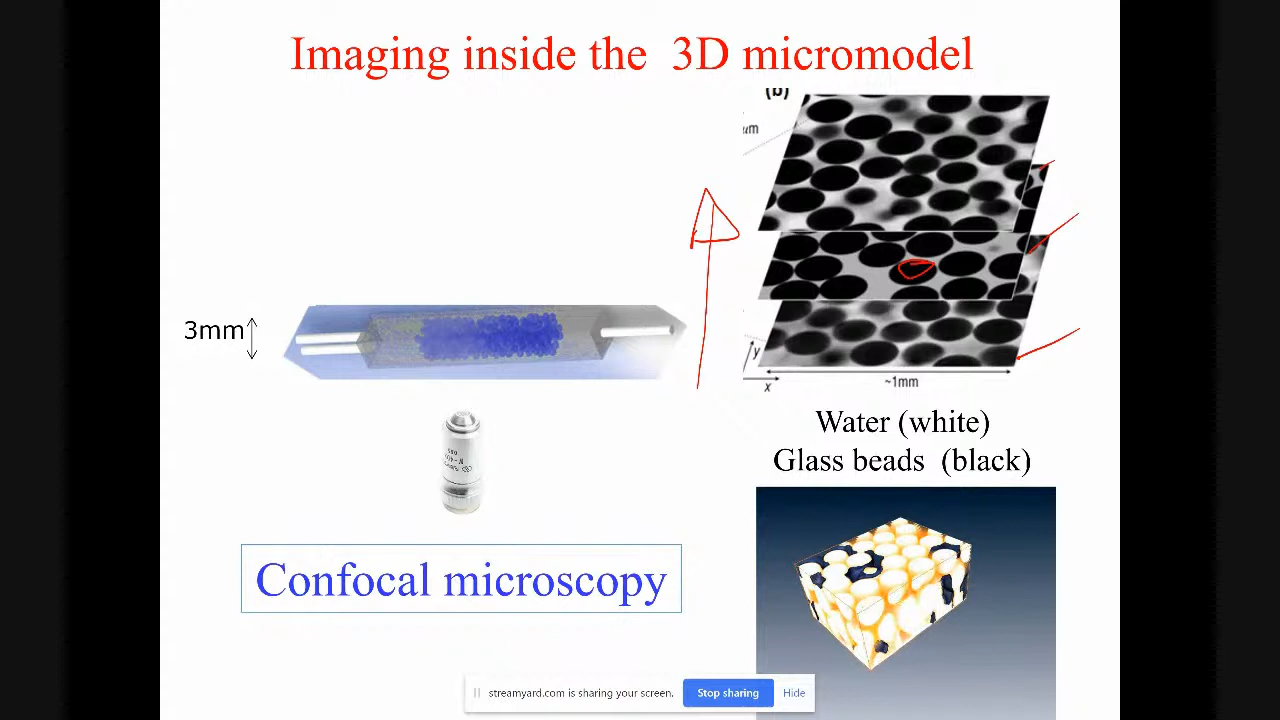 Imaging inside the 3D micromodel
(b)
μm
3mm
y
x
~1mm
Water (white)
Glass beads (black)
Confocal microscopy
streamyard.com is sharing your screen.
Stop sharing
Hide